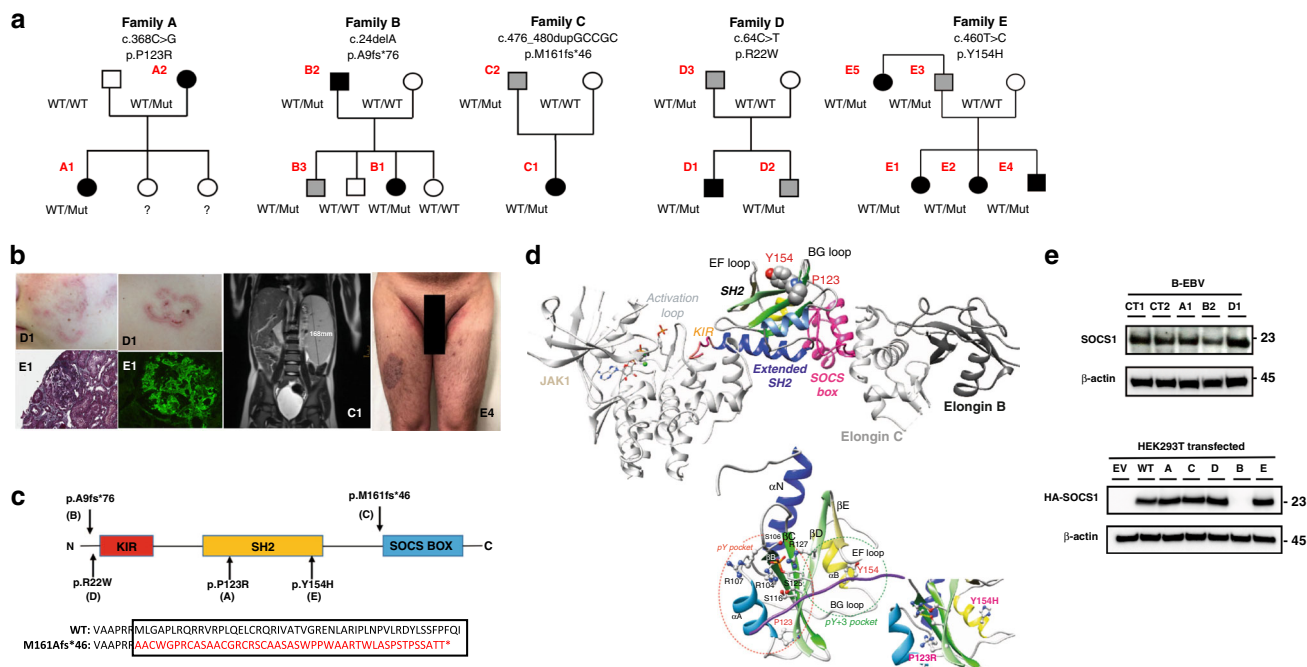 a
Family A
c.368C>G
p.P123R
A2
WT/WT
WT/Mut
A1
WT/Mut
?
?
Family B
c.24delA
p.A9fs*76
B2
WT/Mut
WT/WT
B3
B1
WT/Mut
WT/WT
WT/Mut
WT/WT
Family C
c.476_480dupGCCGC
p.M161fs*46
C2
WT/Mut
WT/WT
C1
WT/Mut
Family D
c.64C>T
p.R22W
D3
WT/Mut
WT/WT
D1
D2
WT/Mut
WT/Mut
Family E
c.460T>C
p.Y154H
E5
E3
WT/Mut
WT/Mut
WT/WT
E1
E2
E4
WT/Mut
WT/Mut
WT/Mut
b
D1
D1
E1
E1
168mm
C1
E4
c
p.A9fs*76
(B)
p.M161fs*46
(C)
N
KIR
SH2
SOCS BOX
C
p.R22W
(D)
p.P123R
(A)
p.Y154H
(E)
WT: VAAPRRMLGAPLRQRRVRPLQELCRQRIVATVGRENLARIPLNPVLRDYLSSFPFQI
M161Afs*46: VAAPRRAACWGPRCASAACGRCRSCAASASWPPWAARTWLASPSTPSSATT*
d
EF loop
BG loop
Y154
P123
SH2
Activation
loop
KIR
JAK1
Extended
SH2
SOCS
box
Elongin B
Elongin C
αN
βE
βC
βD
S106
R127
pY pocket
βB
EF loop
R107
R104
S125
αB
Y154
S116
BG loop
αA
P123
pY+3 pocket
Y154H
P123R
e
B-EBV
CT1 CT2 A1 B2 D1
SOCS1
- 23
β-actin
- 45
HEK293T transfected
EV WT A C D B E
HA-SOCS1
- 23
β-actin
- 45